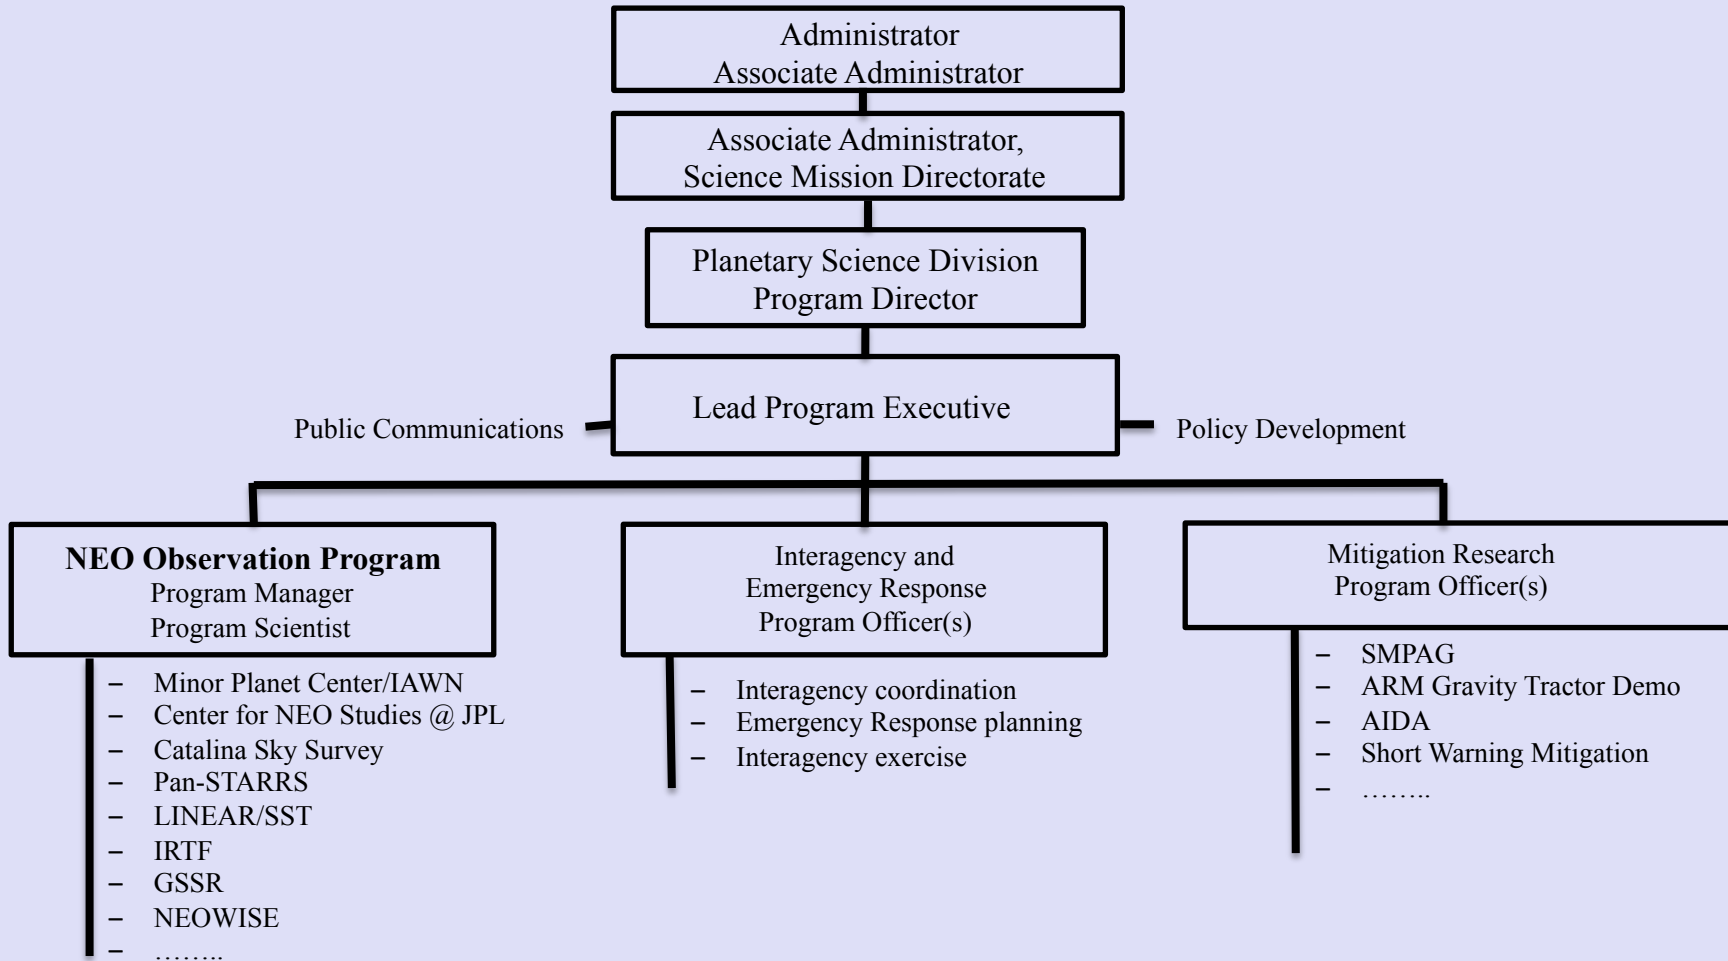 Administrator
Associate Administrator
Associate Administrator,
Science Mission Directorate
Planetary Science Division
Program Director
Lead Program Executive
Public Communications
Policy Development
NEO Observation Program
Program Manager
Program Scientist
– Minor Planet Center/IAWN
– Center for NEO Studies @ JPL
– Catalina Sky Survey
– Pan-STARRS
– LINEAR/SST
– IRTF
– GSSR
– NEOWISE
– ……..
Interagency and
Emergency Response
Program Officer(s)
– Interagency coordination
– Emergency Response planning
– Interagency exercise
Mitigation Research
Program Officer(s)
– SMPAG
– ARM Gravity Tractor Demo
– AIDA
– Short Warning Mitigation
– ……..